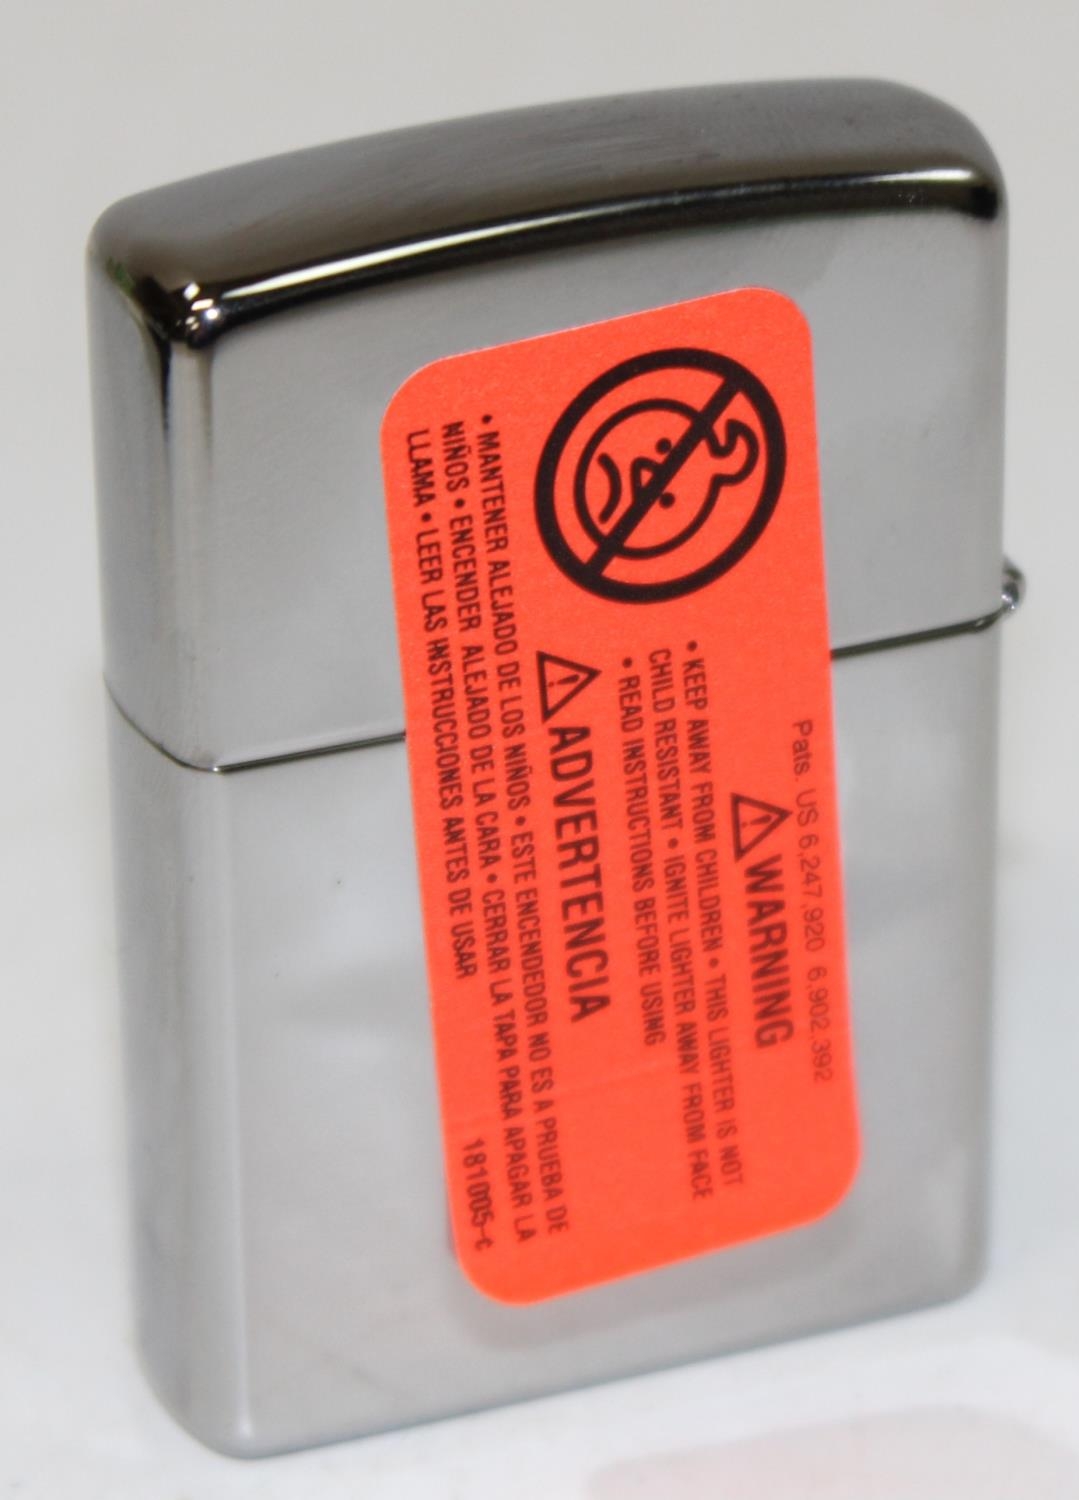 Pats. US 6,247,920 6,902,392
WARNING
• KEEP AWAY FROM CHILDREN • THIS LIGHTER IS NOT
CHILD RESISTANT • IGNITE LIGHTER AWAY FROM FACE
• READ INSTRUCTIONS BEFORE USING
ADVERTENCIA
• MANTENER ALEJADO DE LOS NIÑOS • ESTE ENCENDEDOR NO ES A PRUEBA DE
NIÑOS • ENCENDER ALEJADO DE LA CARA • CERRAR LA TAPA PARA APAGAR LA
LLAMA • LEER LAS INSTRUCCIONES ANTES DE USAR
181005-c